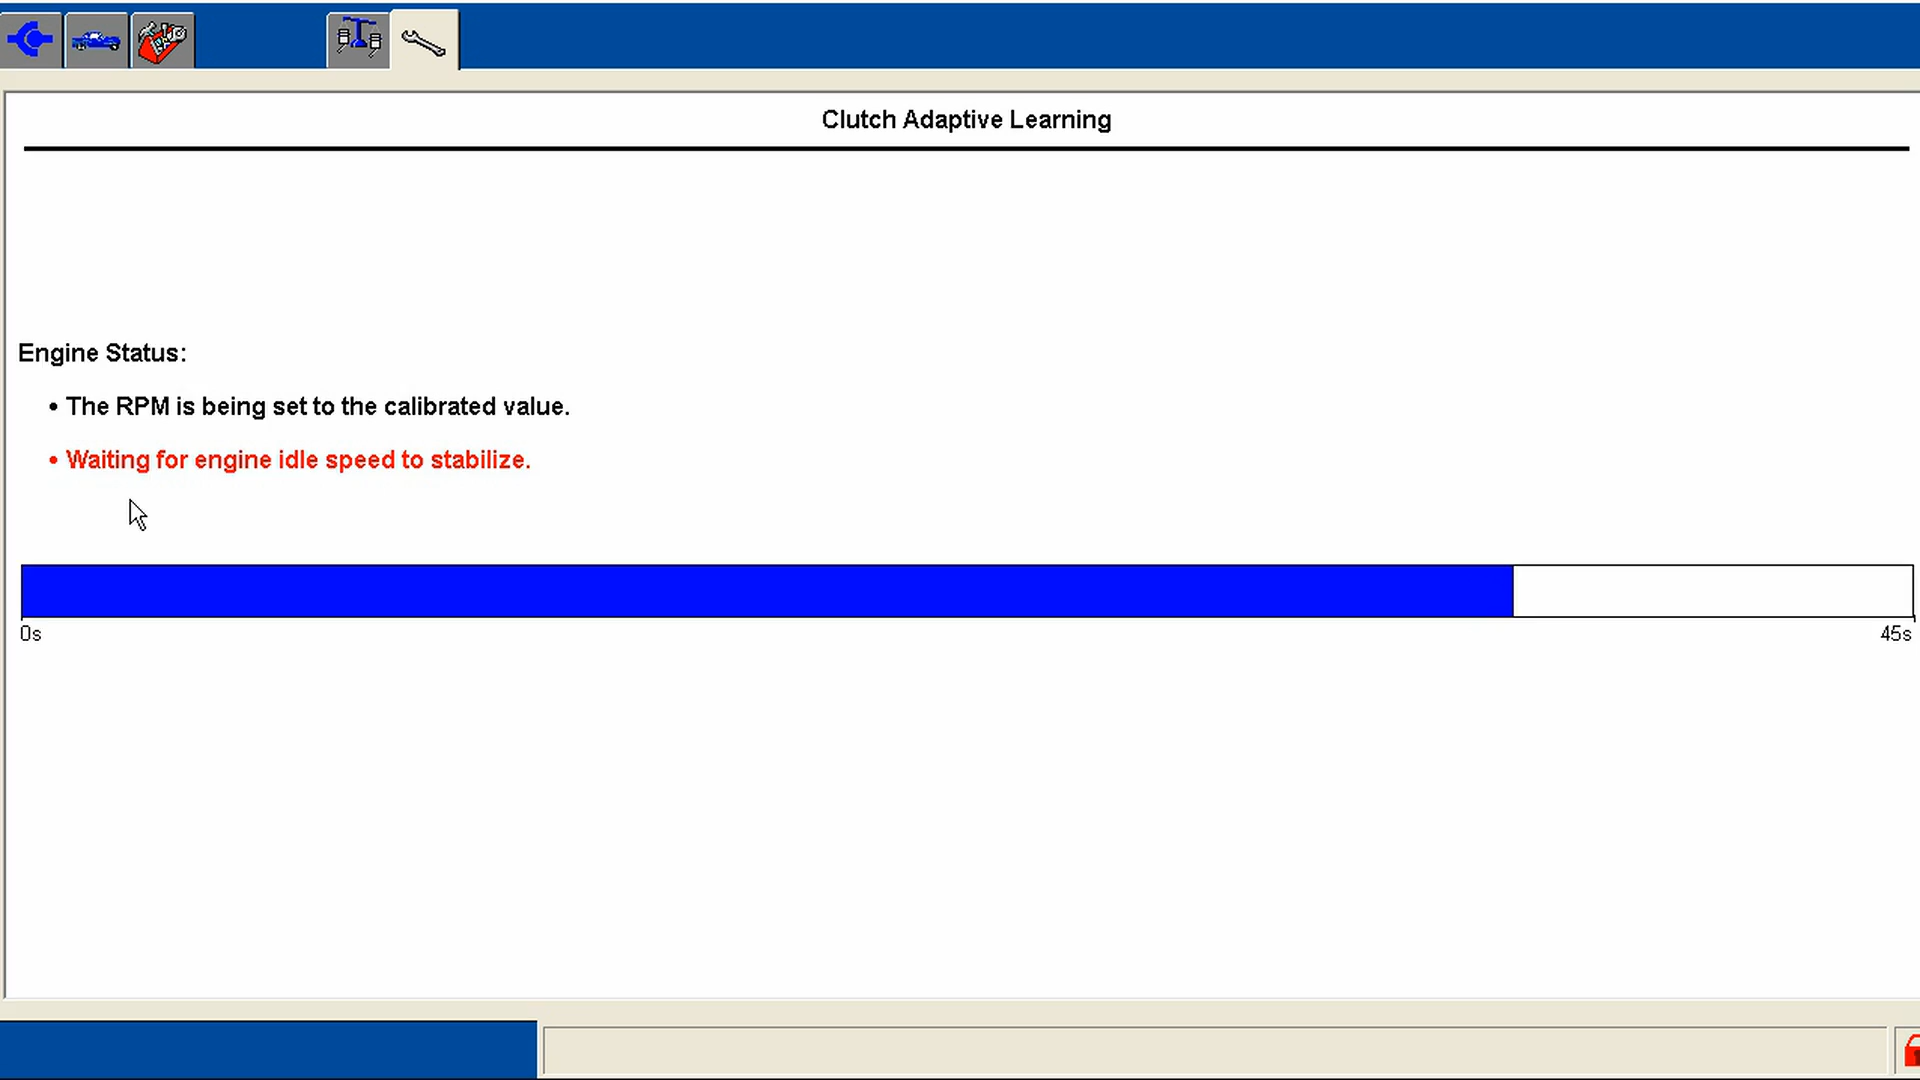 Clutch Adaptive Learning
Engine Status:
• The RPM is being set to the calibrated value.
• Waiting for engine idle speed to stabilize.
0s 45s